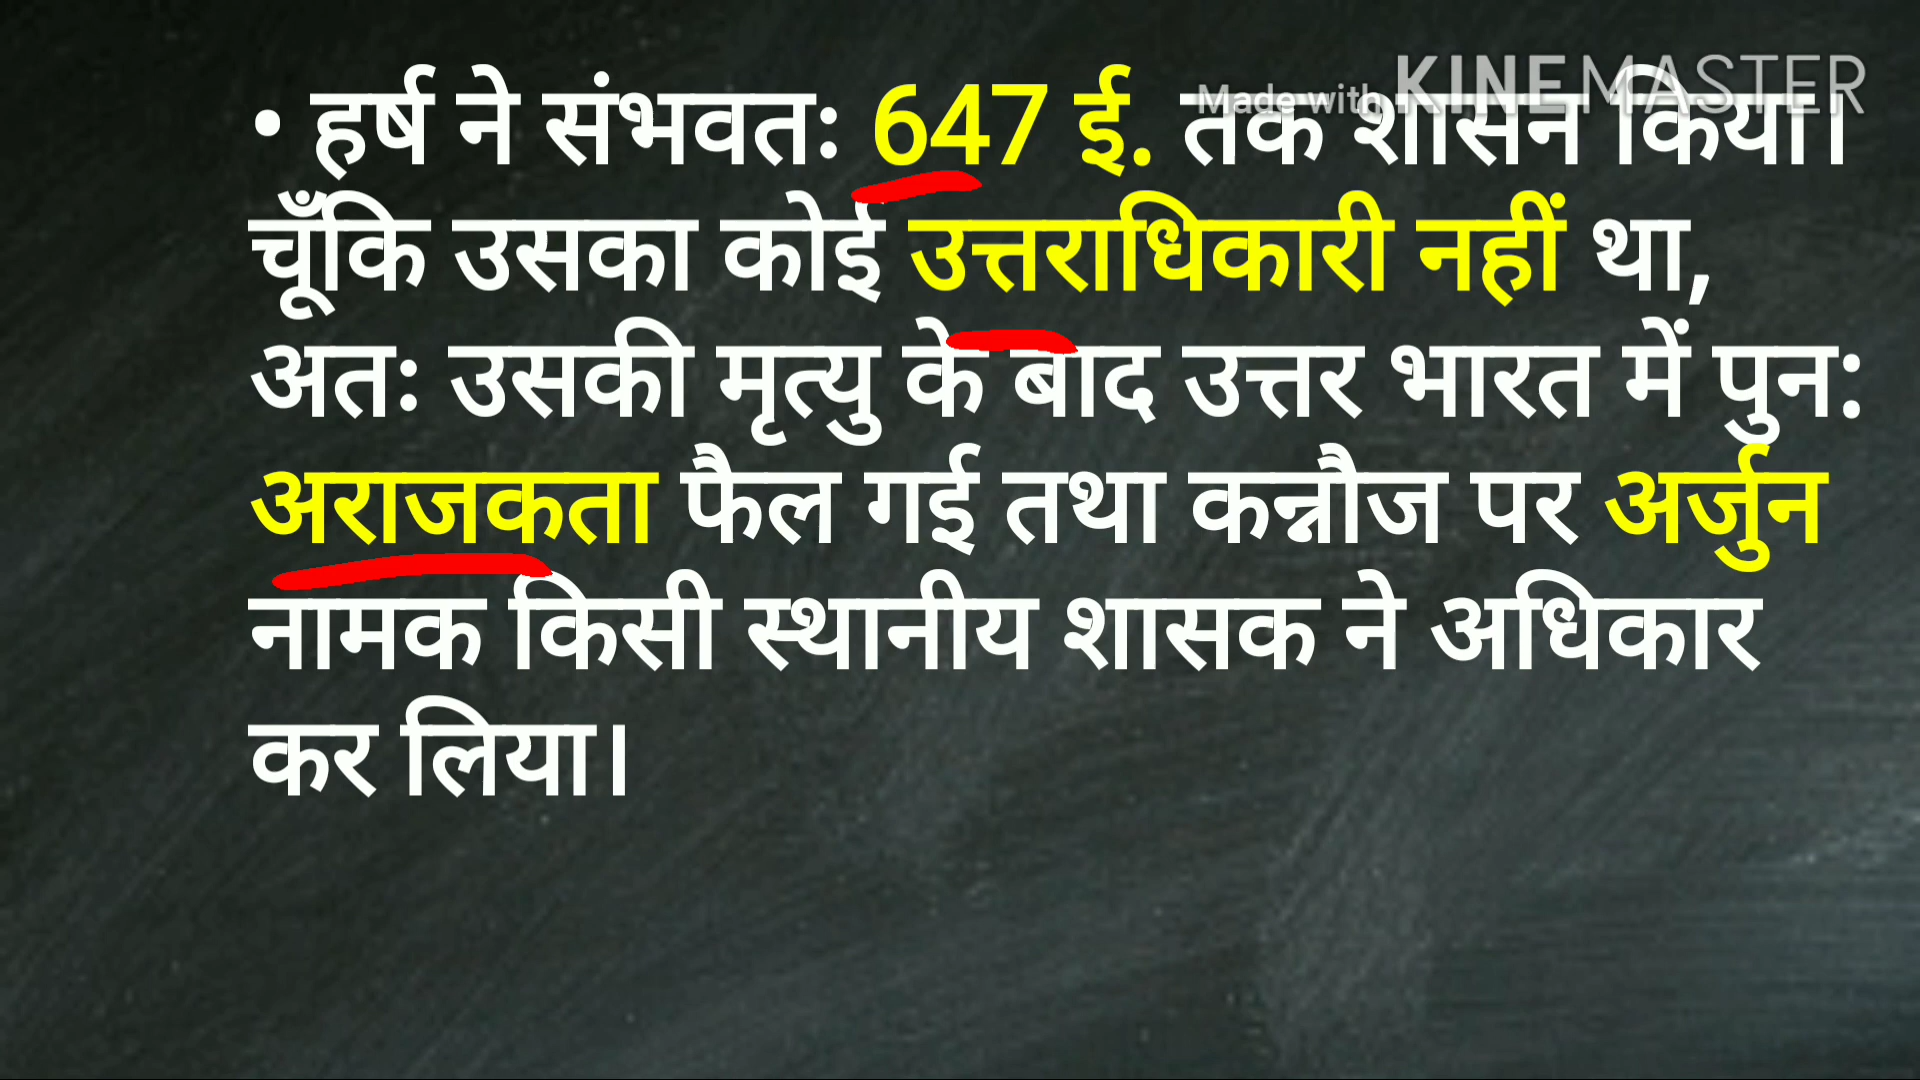 • हर्ष ने संभवतः 647 ई. तक शासन किया।
Made with KINEMASTER
चूँकि उसका कोई उत्तराधिकारी नहीं था,
अतः उसकी मृत्यु के बाद उत्तर भारत में पुन:
अराजकता फैल गई तथा कन्नौज पर अर्जुन
नामक किसी स्थानीय शासक ने अधिकार
कर लिया।